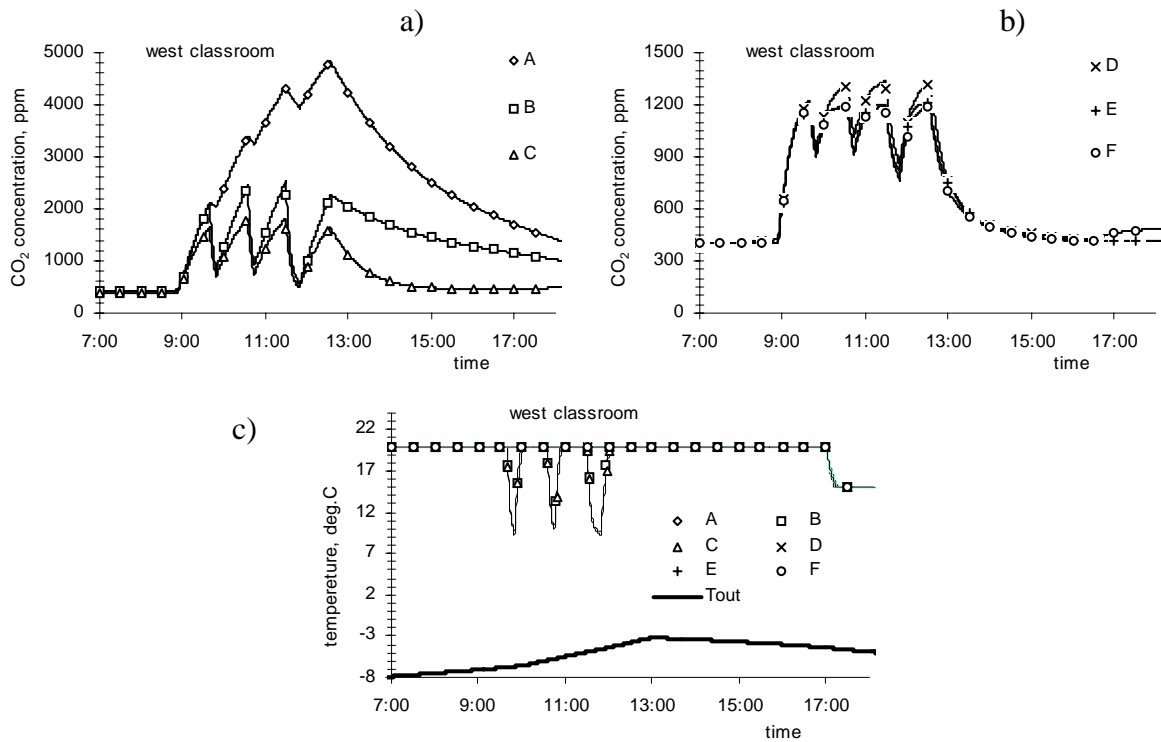 a)
west classroom
5000
4000
3000
2000
1000
0
CO2 concentration, ppm
7:00 9:00 11:00 13:00 15:00 17:00
time
A
B
C
b)
west classroom
1500
1200
900
600
300
0
CO2 concentration, ppm
7:00 9:00 11:00 13:00 15:00 17:00
time
D
E
F
c)
west classroom
22
17
12
7
2
-3
-8
tempereture, deg.C
A B
C D
E F
Tout
7:00 9:00 11:00 13:00 15:00 17:00
time